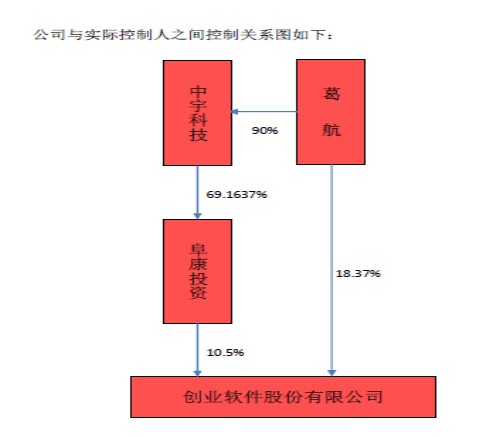 公司与实际控制人之间控制关系图如下：
中宇科技
葛航
90%
69.1637%
阜康投资
18.37%
10.5%
创业软件股份有限公司